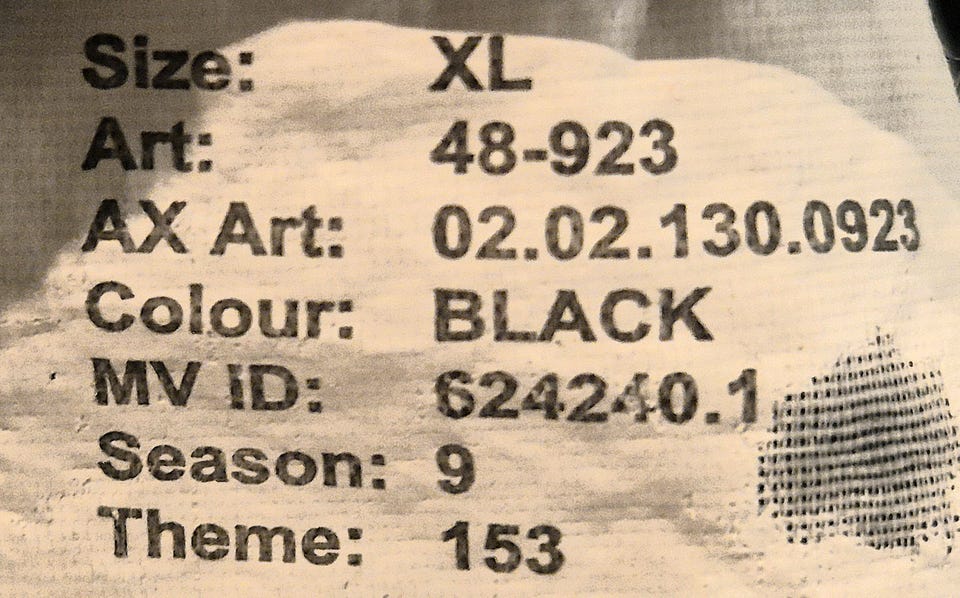 Size: XL
Art: 48-923
AX Art: 02.02.130.0923
Colour: BLACK
MV ID: 624240.1
Season: 9
Theme: 153